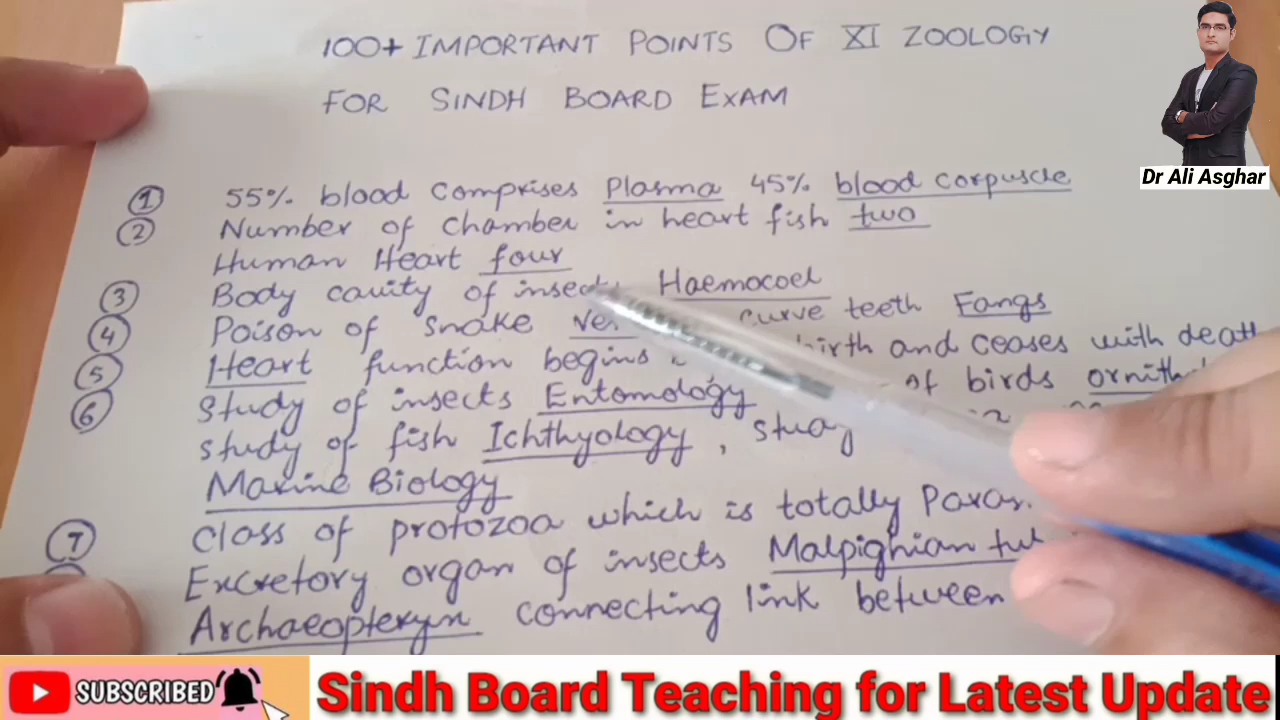 100+ IMPORTANT POINTS OF XI ZOOLOGY
FOR SINDH BOARD EXAM
Dr Ali Asghar
1 55% blood comprises Plasma 45% blood corpuscle
2 Number of chamber in heart fish two
Human Heart four
3 Body cavity of insects Haemocoel
4 Poison of snake curve teeth Fangs
5 Heart function begins birth and ceases with death
6 Study of insects Entomology of birds
study of fish Ichthyology, study
Marine Biology
7 Class of protozoa which is totally
Excretory organ of insects Malpighian
Archaeopteryx connecting link between
SUBSCRIBED
Sindh Board Teaching for Latest Update